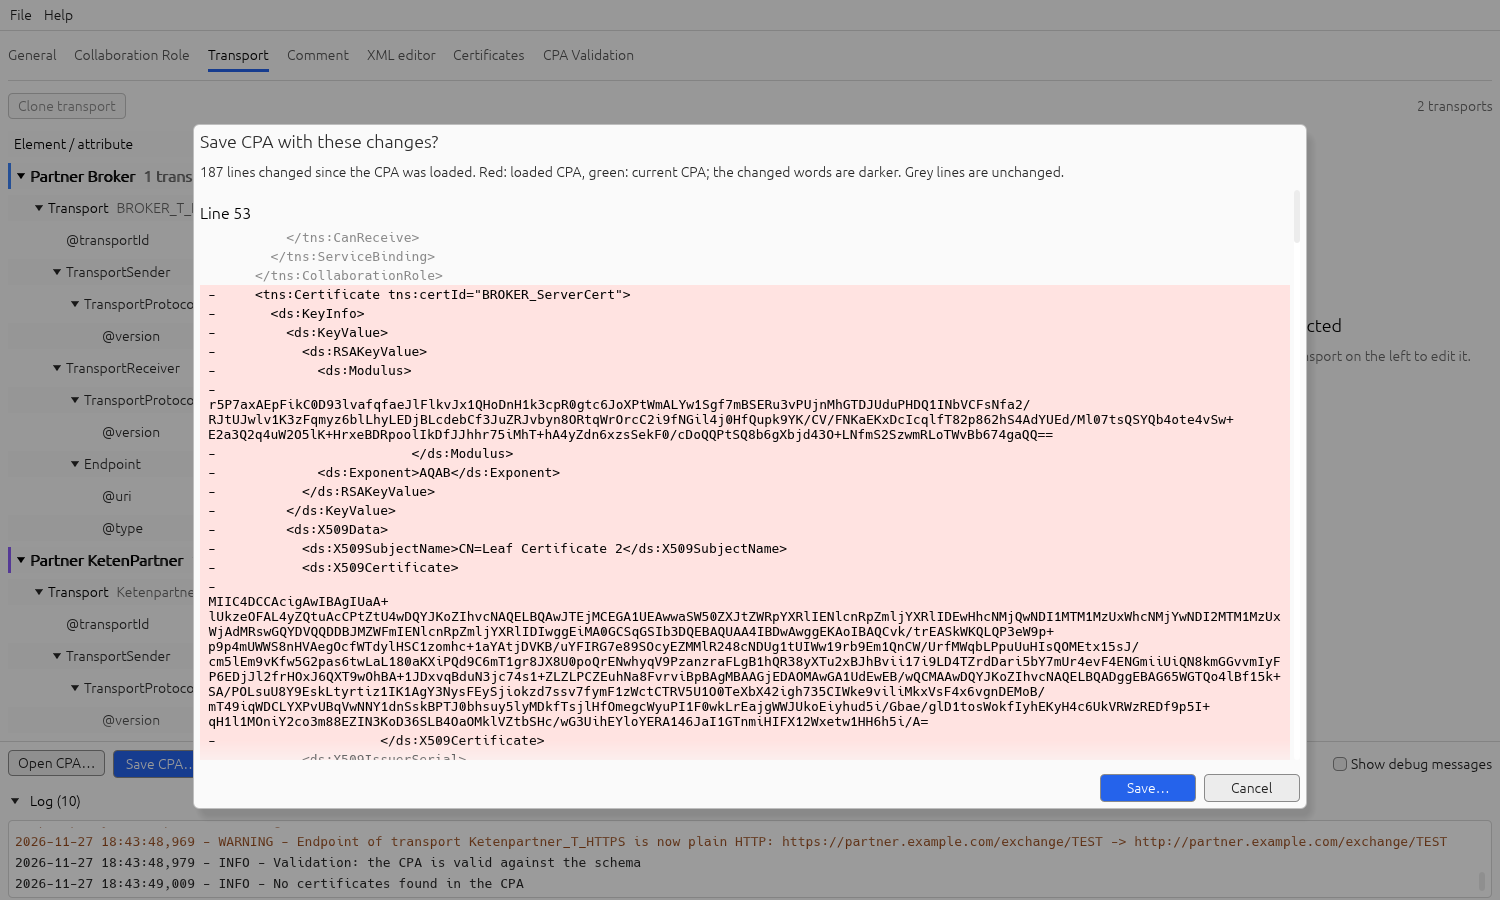 File Help
General Collaboration Role Transport Comment XML editor Certificates CPA Validation
Clone transport
2 transports
Element / attribute
Partner Broker 1 trans
Transport BROKER_T_
@transportId
TransportSender
TransportProtoco
@version
TransportReceiver
TransportProtoco
@version
Endpoint
@uri
@type
Partner KetenPartner
Transport Ketenpartne
@transportId
TransportSender
TransportProtoco
@version
cted
sport on the left to edit it.
Save CPA with these changes?
187 lines changed since the CPA was loaded. Red: loaded CPA, green: current CPA; the changed words are darker. Grey lines are unchanged.
Line 53
</tns:CanReceive>
</tns:ServiceBinding>
</tns:CollaborationRole>
- <tns:Certificate tns:certId="BROKER_ServerCert">
- <ds:KeyInfo>
- <ds:KeyValue>
- <ds:RSAKeyValue>
- <ds:Modulus>
-
r5P7axAEpFikC0D93lvafqfaeJlFlkvJx1QHoDnH1k3cpR0gtc6JoXPtWmALYw1Sgf7mBSERu3vPUjnMhGTDJUduPHDQ1INbVCFsNfa2/
RJtUJwlv1K3zFqmyz6blLhyLEDjBLcdebCf3JuZRJvbyn8ORtqWrOrcC2i9fNGil4j0HfQupk9YK/CV/FNKaEKxDcIcqlfT82p862hS4AdYUEd/Ml07tsQSYQb4ote4vSw+
E2a3Q2q4uW2O5lK+HrxeBDRpoolIkDfJJhhr75iMhT+hA4yZdn6xzsSekF0/cDoQQPtSQ8b6gXbjd43O+LNfmS2SzwmRLoTWvBb674gaQQ==
- </ds:Modulus>
- <ds:Exponent>AQAB</ds:Exponent>
- </ds:RSAKeyValue>
- </ds:KeyValue>
- <ds:X509Data>
- <ds:X509SubjectName>CN=Leaf Certificate 2</ds:X509SubjectName>
- <ds:X509Certificate>
-
MIIC4DCCAcigAwIBAgIUaA+
lUkzeOFAL4yZQtuAcCPtZtU4wDQYJKoZIhvcNAQELBQAwJTEjMCEGA1UEAwwaSW50ZXJtZWRpYXRlIENlcnRpZmljYXRlIDEwHhcNMjQwNDI1MTM1MzUxWhcNMjYwNDI2MTM1MzUx
WjAdMRswGQYDVQQDDBJMZWFmIENlcnRpZmljYXRlIDIwggEiMA0GCSqGSIb3DQEBAQUAA4IBDwAwggEKAoIBAQCvk/trEASkWKQLQP3eW9p+
p9p4mUWWS8nHVAegOcfWTdylHSC1zomhc+1aYAtjDVKB/uYFIRG7e89SOcyEZMMlR248cNDUg1tUIWw19rb9Em1QnCW/UrfMWqbLPpuUuHIsQOMEtx15sJ/
cm5lEm9vKfw5G2pas6twLaL180aKXiPQd9C6mT1gr8JX8U0poQrENwhyqV9PzanzraFLgB1hQR38yXTu2xBJhBvii17i9LD4TZrdDari5bY7mUr4evF4ENGmiiUiQN8kmGGvvmIyF
P6EDjJl2frHOxJ6QXT9wOhBA+1JDxvqBduN3jc74s1+ZLZLPCZEuhNa8FvrviBpBAgMBAAGjEDAOMAwGA1UdEwEB/wQCMAAwDQYJKoZIhvcNAQELBQADggEBAG65WGTQo4lBf15k+
SA/POLsuU8Y9EskLtyrtiz1IK1AgY3NysFEySjiokzd7ssv7fymF1zWctCTRV5U1O0TeXbX42igh735CIWke9viliMkxVsF4x6vgnDEMoB/
mT49iqWDCLYXPvUBqVwNNY1dnSskBPTJ0bhsuy5lyMDkfTsjlHfOmegcWyuPI1F0wkLrEajgWWJUkoEiyhud5i/Gbae/glD1tosWokfIyhEKyH4c6UkVRWzREDf9p5I+
qH1l1MOniY2co3m88EZIN3KoD36SLB4OaOMklVZtbSHc/wG3UihEYloYERA146JaI1GTnmiHIFX12Wxetw1HH6h5i/A=
- </ds:X509Certificate>
<ds:X509IssuerSerial>
Save... Cancel
Open CPA... Save CPA..
Show debug messages
Log (10)
2026-11-27 18:43:48,969 - WARNING - Endpoint of transport Ketenpartner_T_HTTPS is now plain HTTP: https://partner.example.com/exchange/TEST -> http://partner.example.com/exchange/TEST
2026-11-27 18:43:48,979 - INFO - Validation: the CPA is valid against the schema
2026-11-27 18:43:49,009 - INFO - No certificates found in the CPA